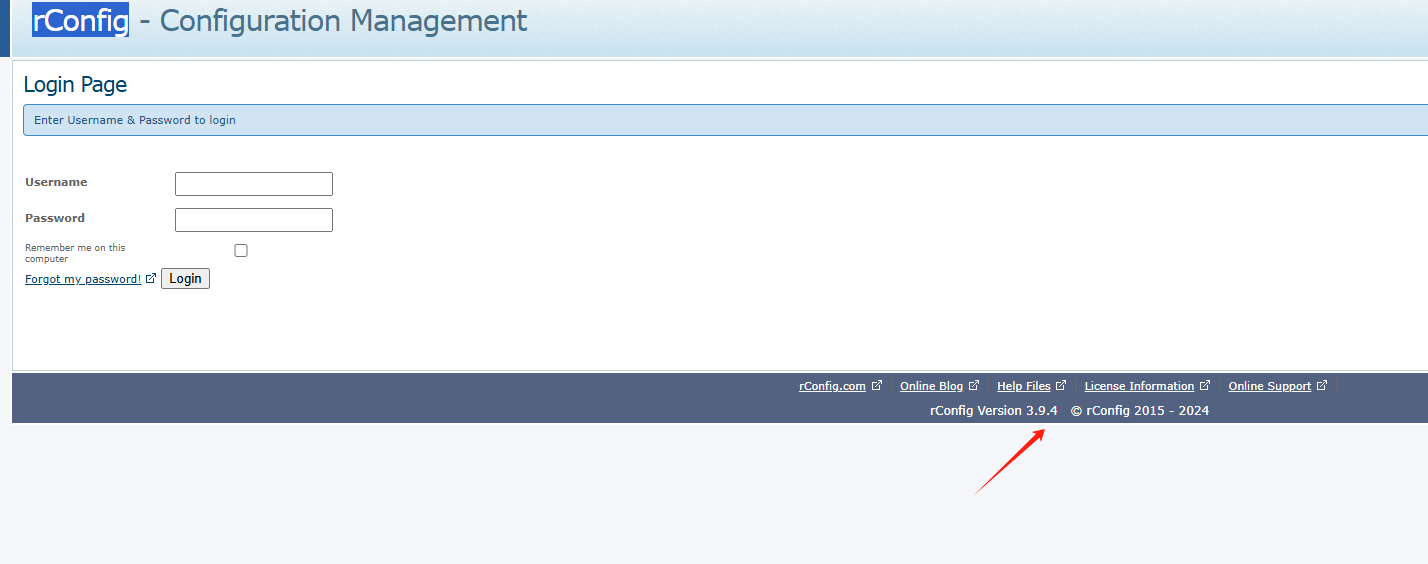 rConfig - Configuration Management
Login Page
Enter Username & Password to login
Username
Password
Remember me on this
computer
Forgot my password! Login
rConfig.com Online Blog Help Files License Information Online Support
rConfig Version 3.9.4 © rConfig 2015 - 2024